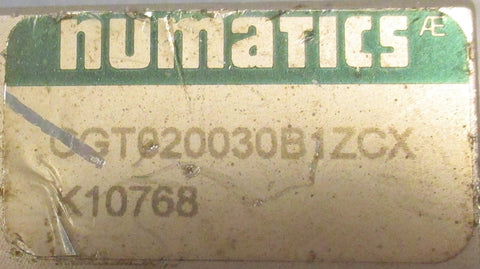 numatics Æ
CGT020030B1ZCX
K10768